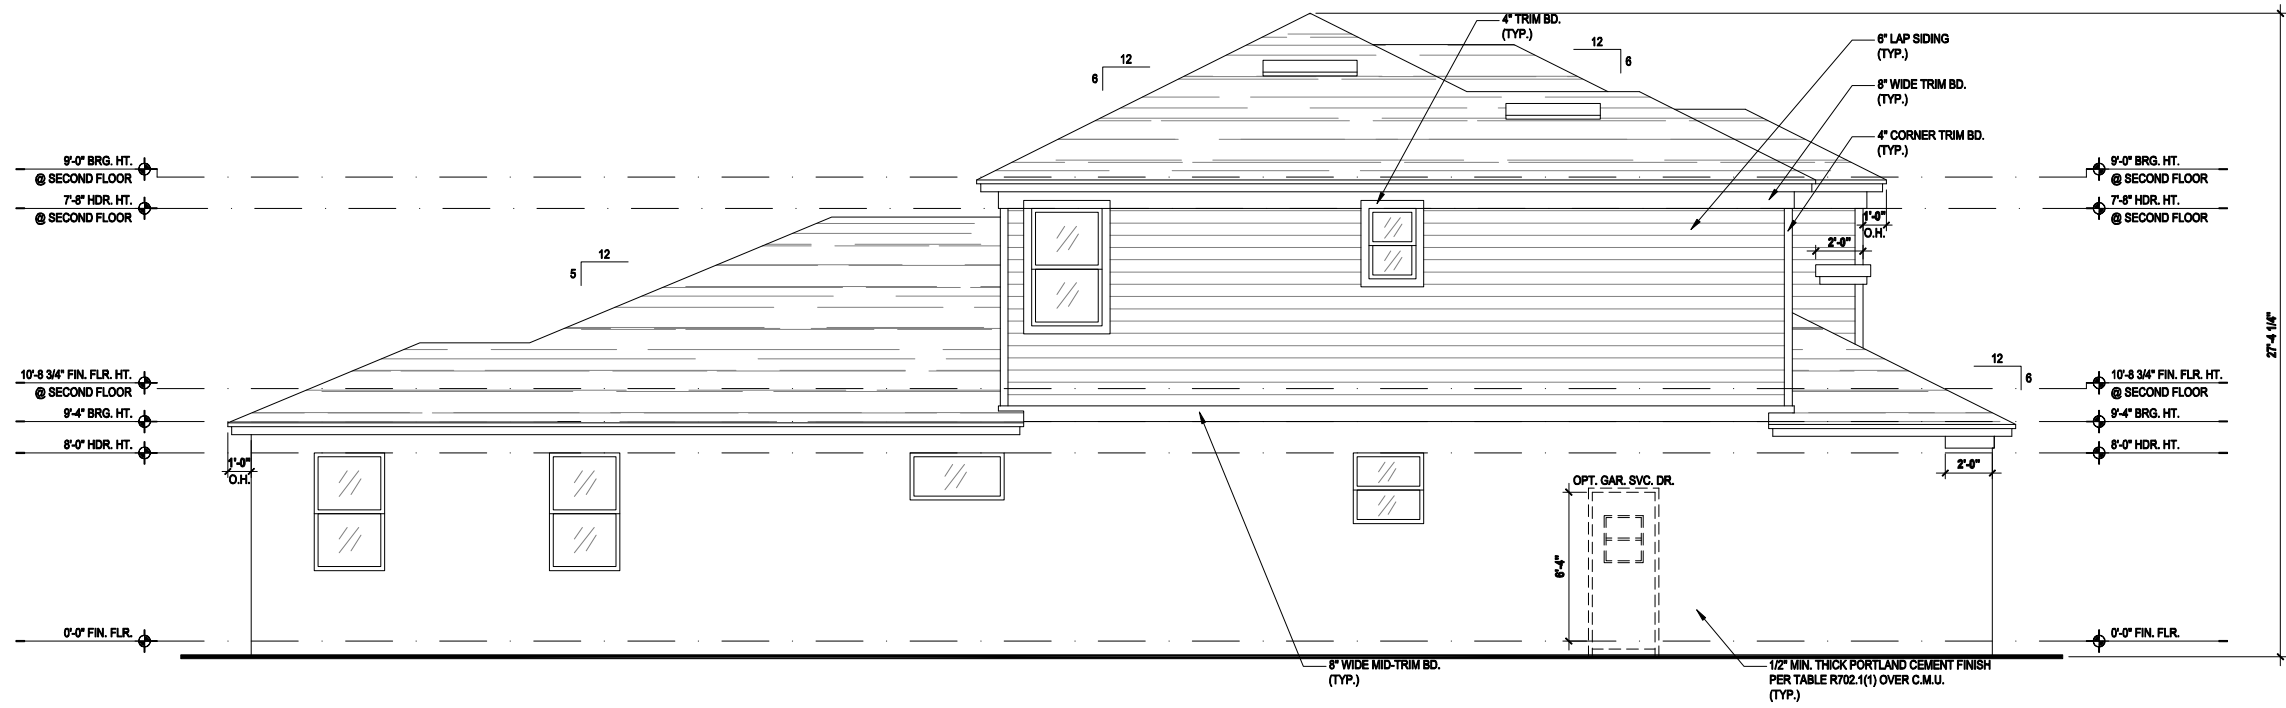 4" TRIM BD.
(TYP.)
12
6
12
6
6" LAP SIDING
(TYP.)
8" WIDE TRIM BD.
(TYP.)
4" CORNER TRIM BD.
(TYP.)
9'-0" BRG. HT.
@ SECOND FLOOR
7'-8" HDR. HT.
@ SECOND FLOOR
9'-0" BRG. HT.
@ SECOND FLOOR
7'-8" HDR. HT.
@ SECOND FLOOR
1'-0"
O.H.
2'-0"
12
5
27'-4 1/4"
12
6
10'-8 3/4" FIN. FLR. HT.
@ SECOND FLOOR
9'-4" BRG. HT.
8'-0" HDR. HT.
10'-8 3/4" FIN. FLR. HT.
@ SECOND FLOOR
9'-4" BRG. HT.
8'-0" HDR. HT.
1'-0"
O.H.
2'-0"
OPT. GAR. SVC. DR.
6'-4"
0'-0" FIN. FLR.
0'-0" FIN. FLR.
8" WIDE MID-TRIM BD.
(TYP.)
1/2" MIN. THICK PORTLAND CEMENT FINISH
PER TABLE R702.1(1) OVER C.M.U.
(TYP.)